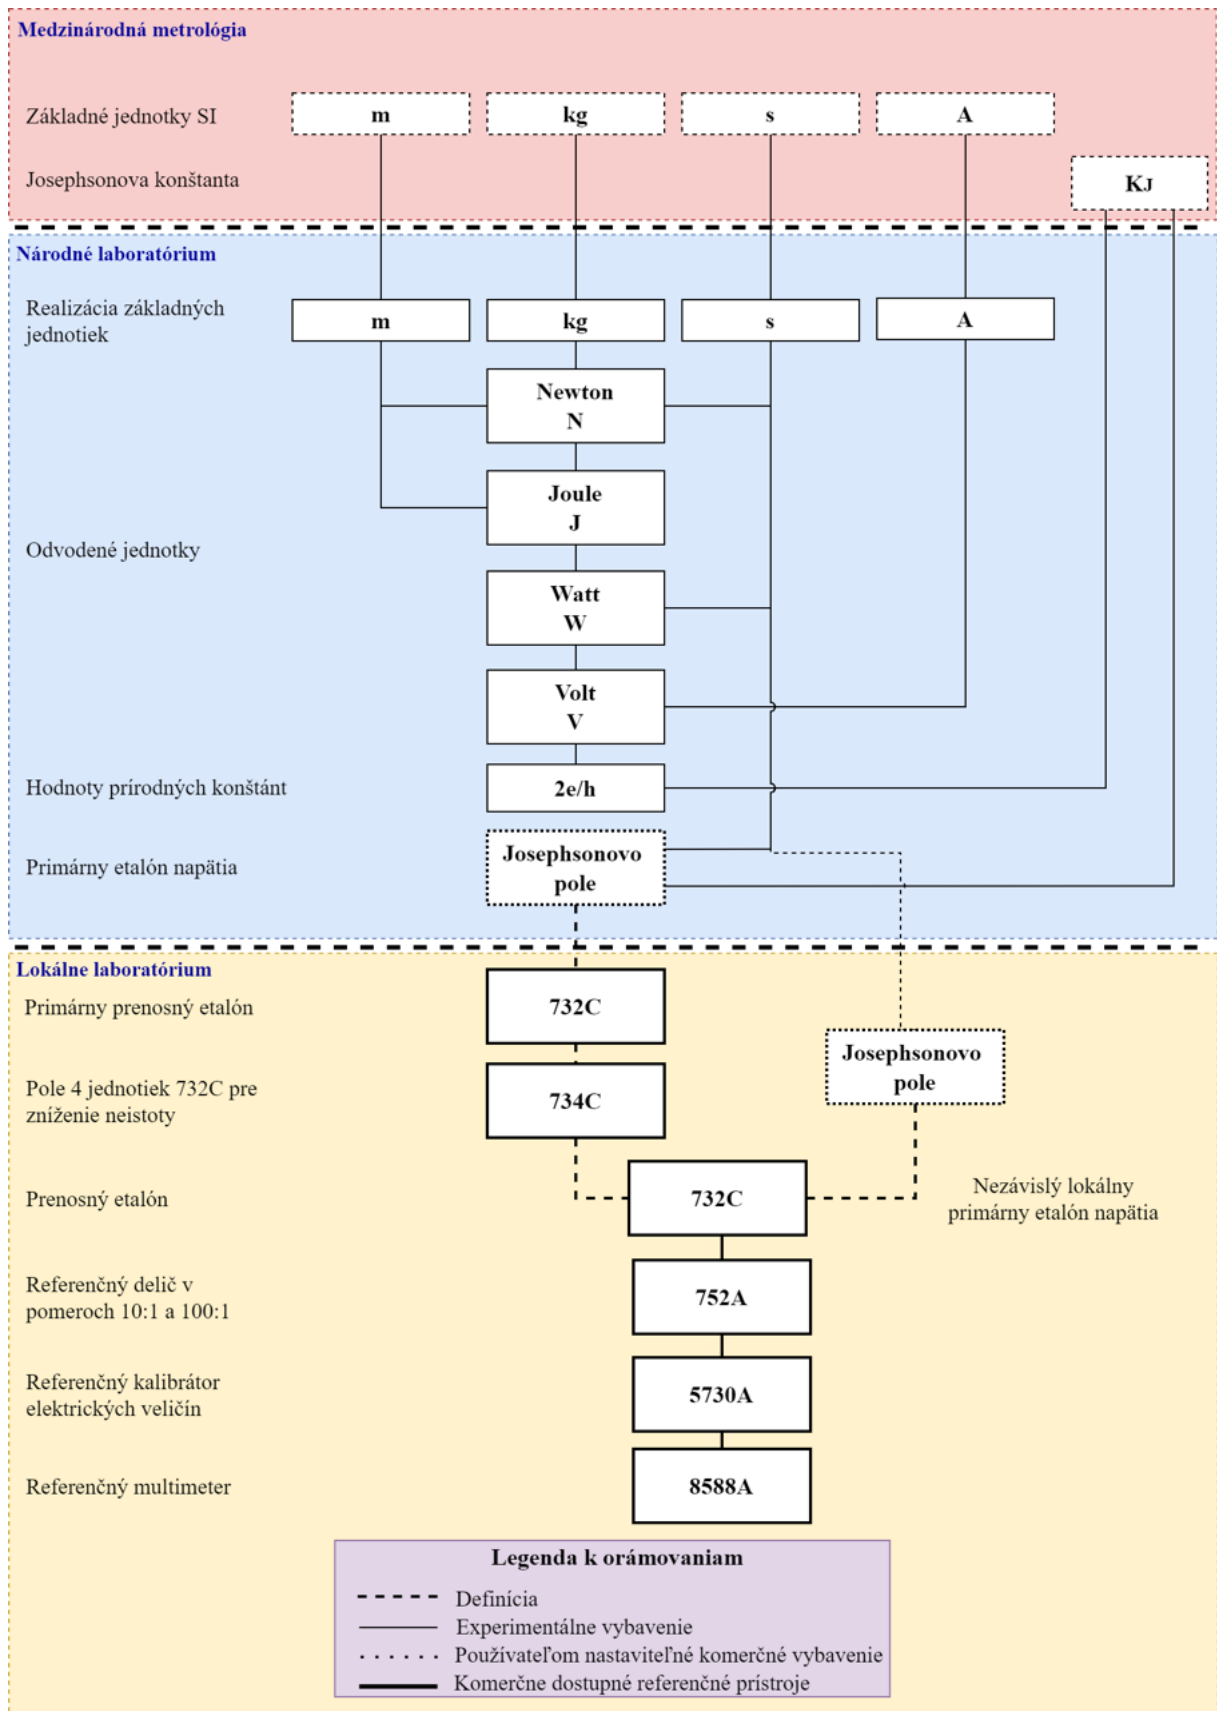 Medzinárodná metrológia
Základné jednotky SI
m
kg
s
A
Josephsonova konštanta
KJ
Národné laboratórium
Realizácia základných
jednotiek
m
kg
s
A
Newton
N
Joule
J
Odvodené jednotky
Watt
W
Volt
V
Hodnoty prírodných konštánt
2e/h
Primárny etalón napätia
Josephsonovo
pole
Lokálne laboratórium
Primárny prenosný etalón
732C
Josephsonovo
pole
Pole 4 jednotiek 732C pre
zníženie neistoty
734C
Prenosný etalón
732C
Nezávislý lokálny
primárny etalón napätia
Referenčný delič v
pomeroch 10:1 a 100:1
752A
Referenčný kalibrátor
elektrických veličín
5730A
Referenčný multimeter
8588A
Legenda k orámovaniam
Definícia
Experimentálne vybavenie
Používateľom nastaviteľné komerčné vybavenie
Komerčne dostupné referenčné prístroje